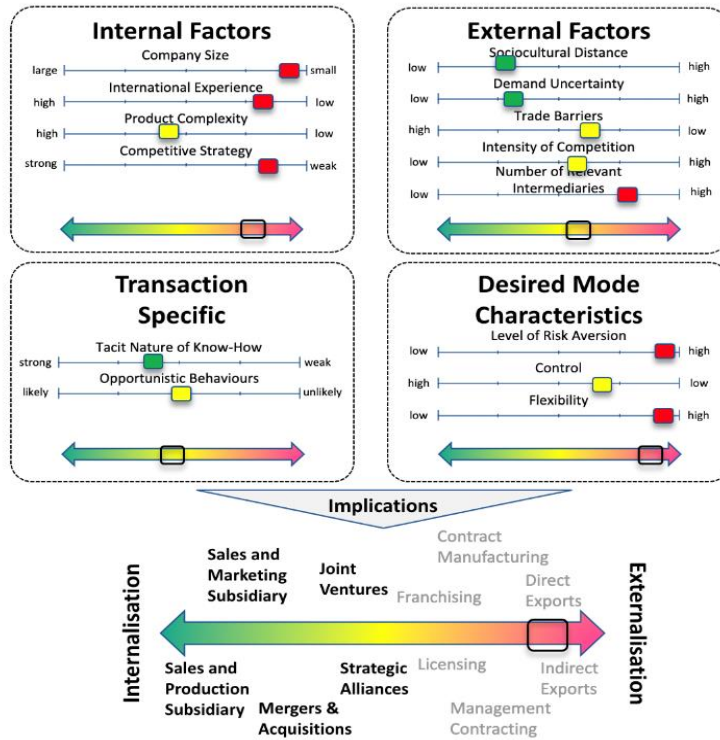 Internal Factors
Company Size
large small
International Experience
high low
Product Complexity
high low
Competitive Strategy
strong weak
External Factors
Sociocultural Distance
low high
Demand Uncertainty
low high
Trade Barriers
high low
Intensity of Competition
low high
Number of Relevant
Intermediaries
low high
Transaction
Specific
Tacit Nature of Know-How
strong weak
Opportunistic Behaviours
likely unlikely
Desired Mode
Characteristics
Level of Risk Aversion
low high
Control
high low
Flexibility
low high
Implications
Internalisation
Sales and
Marketing
Subsidiary
Joint
Ventures
Contract
Manufacturing
Franchising
Direct
Exports
Externalisation
Sales and
Production
Subsidiary
Mergers &
Acquisitions
Strategic
Alliances
Licensing
Management
Contracting
Indirect
Exports